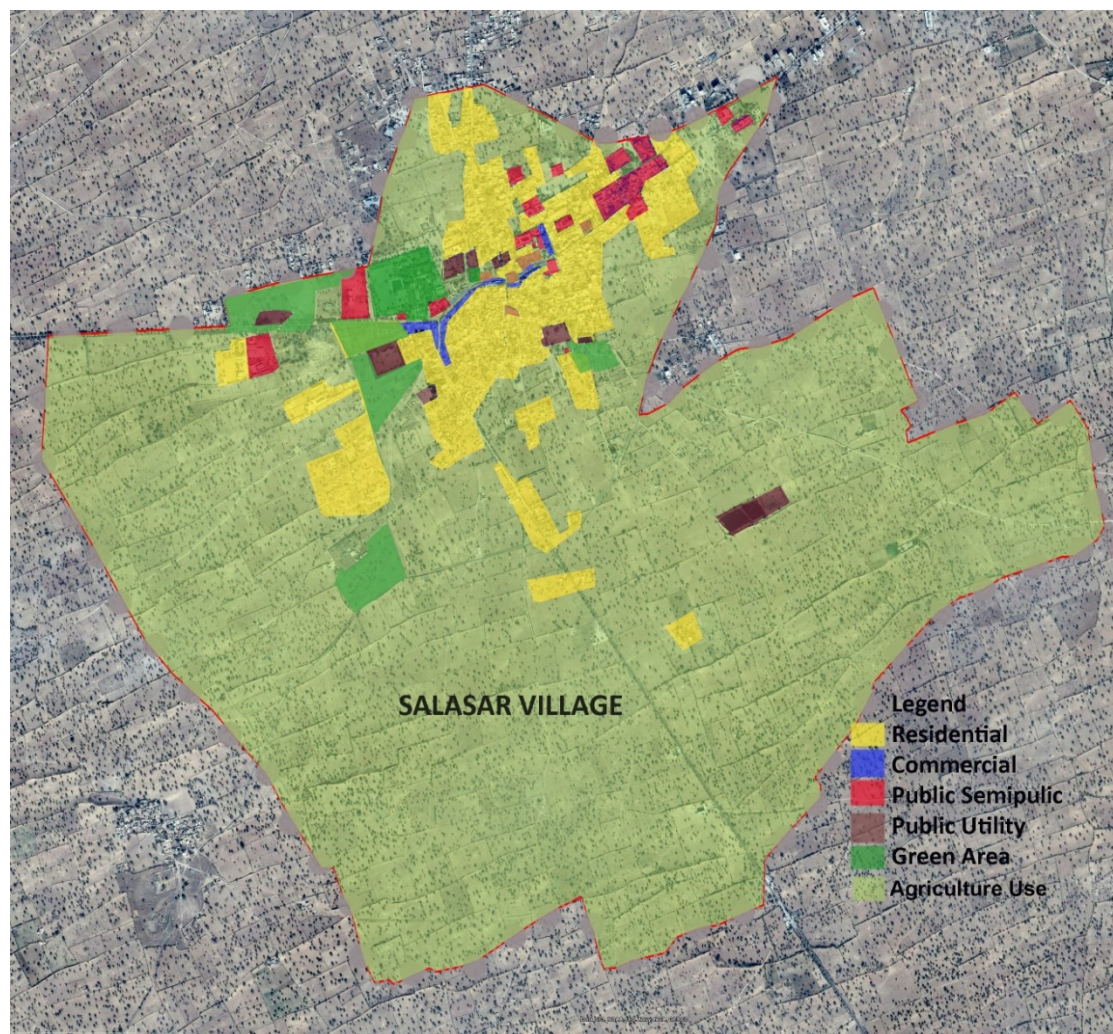 SALASAR VILLAGE
Legend
Residential
Commercial
Public Semipulic
Public Utility
Green Area
Agriculture Use